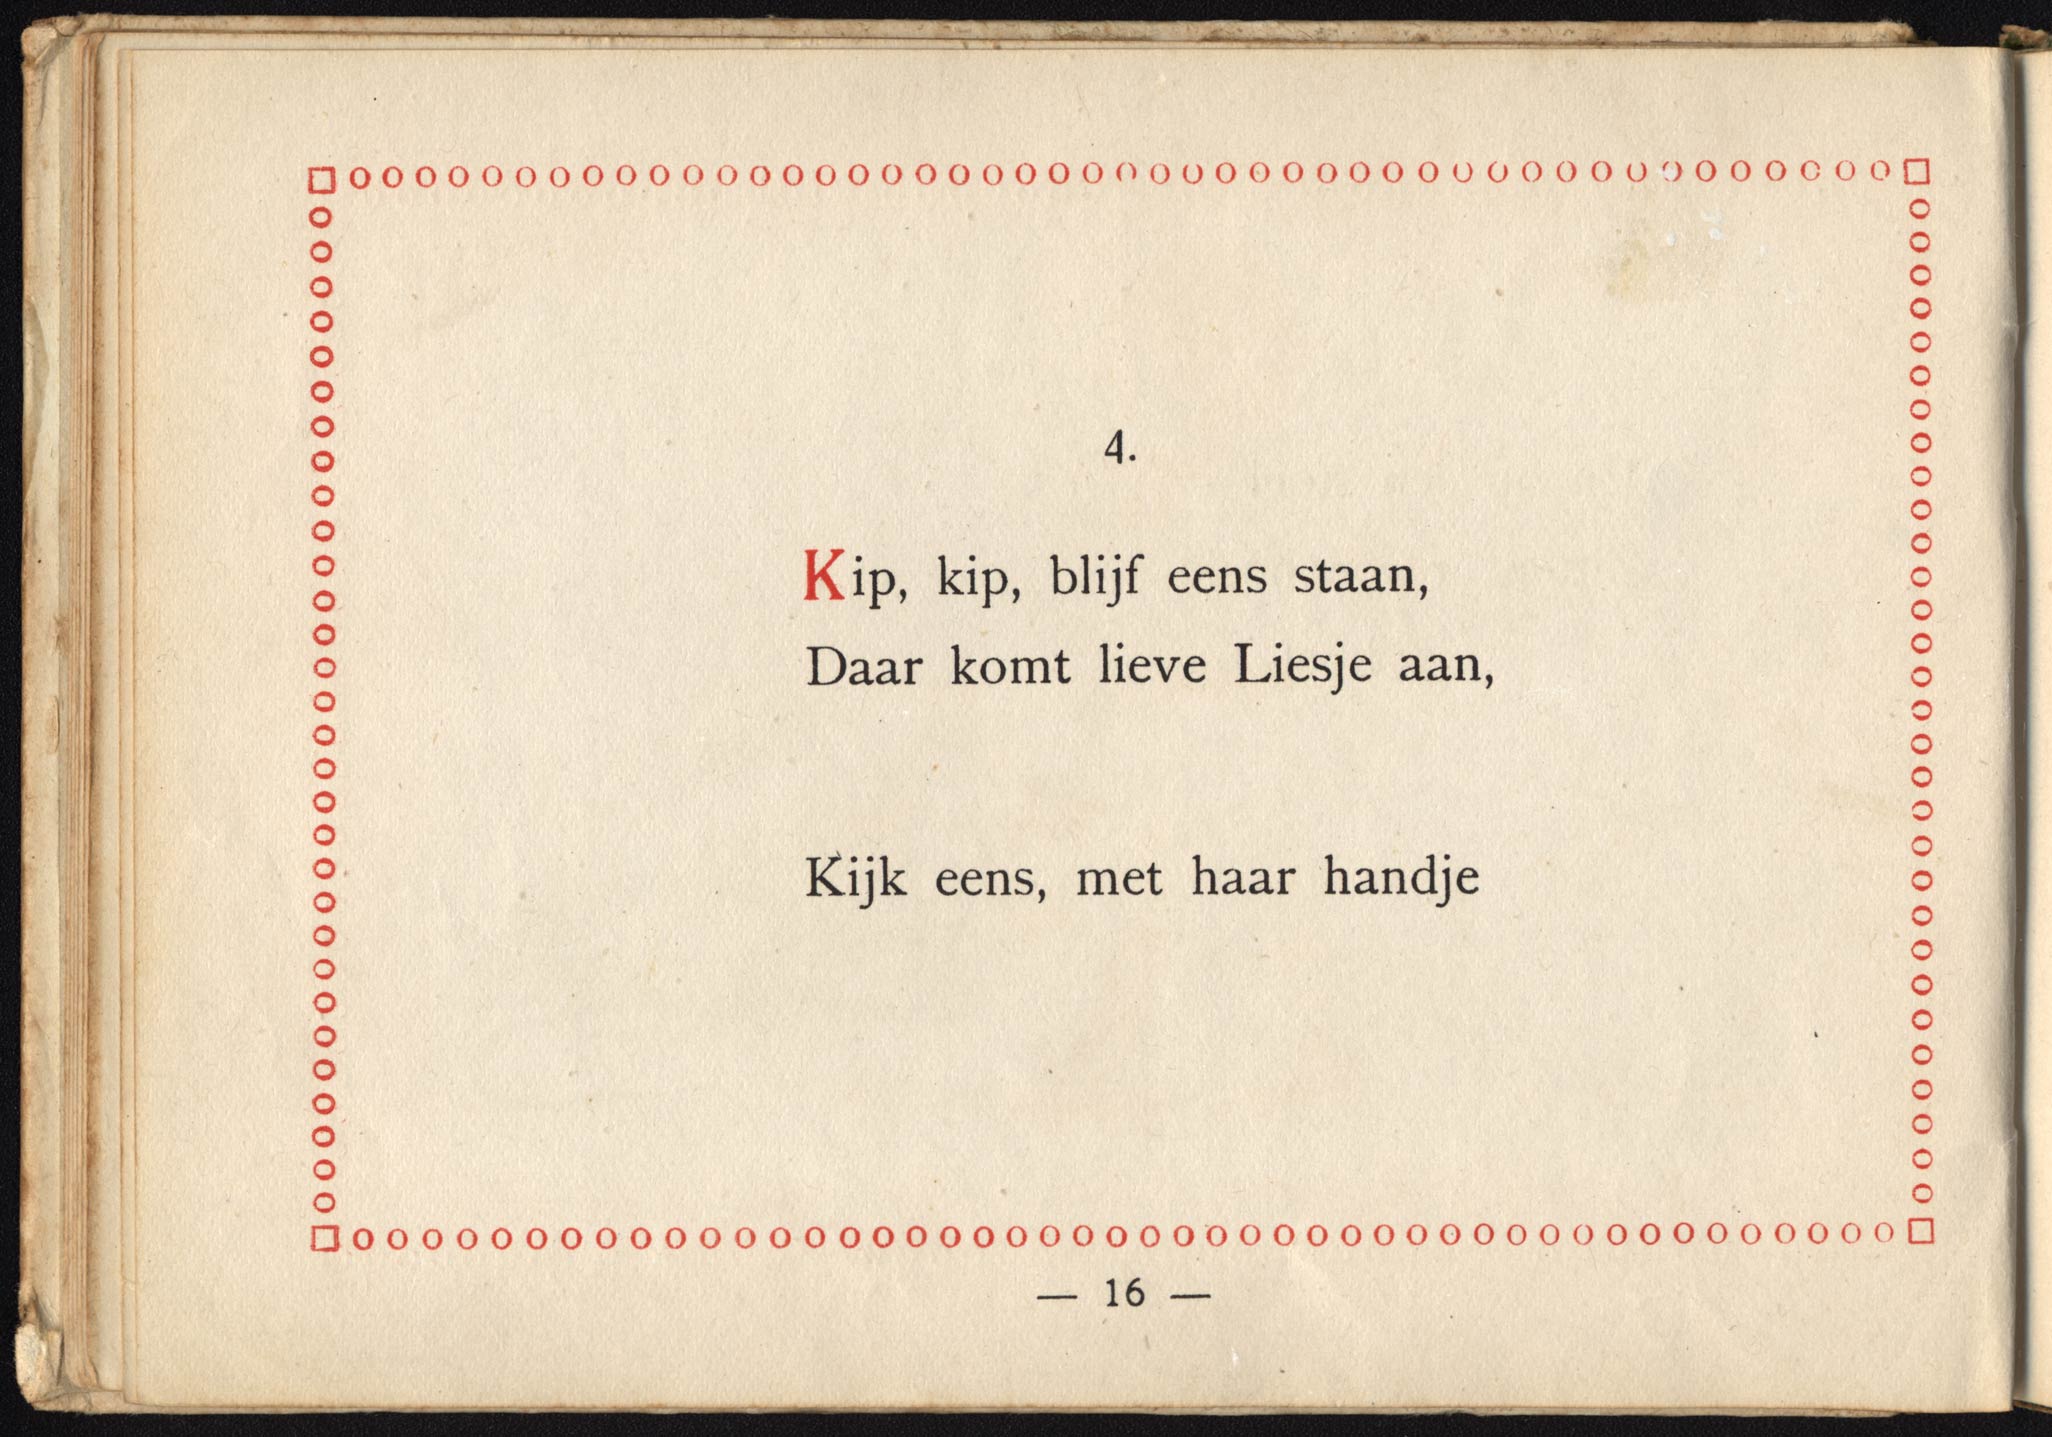 4.
Kip, kip, blijf eens staan,
Daar komt lieve Liesje aan,
Kijk eens, met haar handje
— 16 —